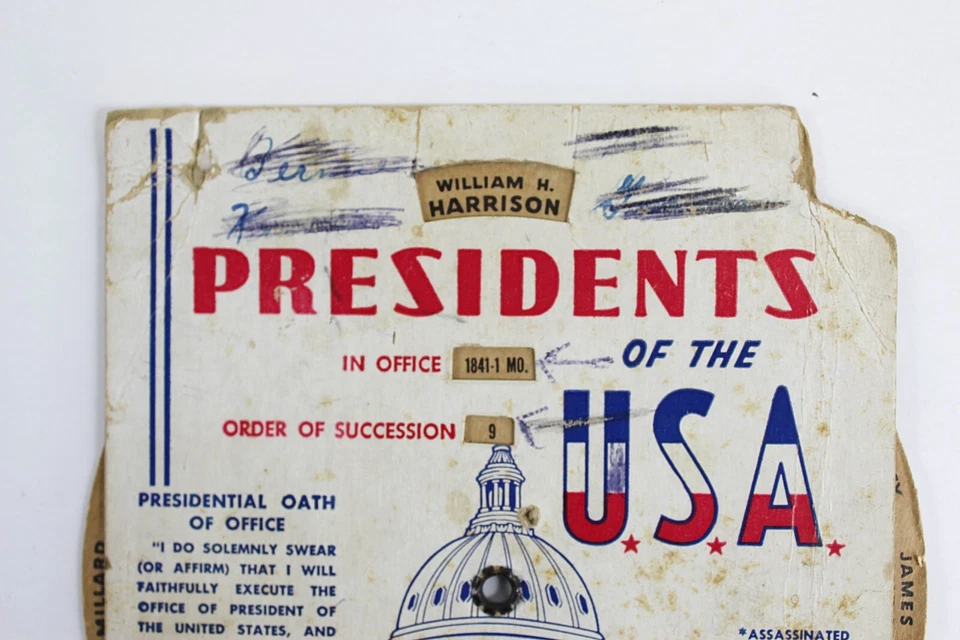 WILLIAM H.
HARRISON
PRESIDENTS
OF THE
U.S.A.
IN OFFICE 1841-1 MO.
ORDER OF SUCCESSION 9
PRESIDENTIAL OATH
OF OFFICE
"I DO SOLEMNLY SWEAR
(OR AFFIRM) THAT I WILL
FAITHFULLY EXECUTE THE
OFFICE OF PRESIDENT OF
THE UNITED STATES, AND
*ASSASSINATED
MILLARD
JAMES